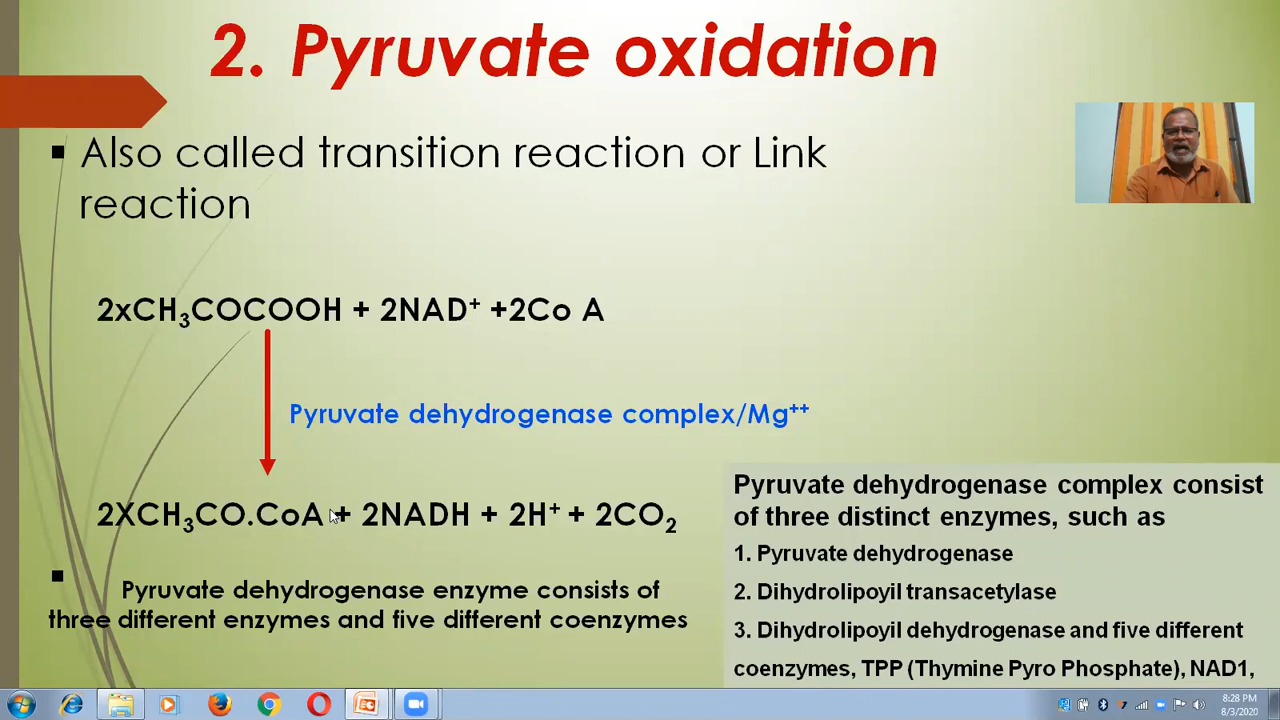 2. Pyruvate oxidation
▪ Also called transition reaction or Link
reaction
2xCH₃COCOOH + 2NAD⁺ +2Co A
Pyruvate dehydrogenase complex/Mg⁺⁺
2XCH₃CO.CoA + 2NADH + 2H⁺ + 2CO₂
▪ Pyruvate dehydrogenase enzyme consists of
three different enzymes and five different coenzymes
Pyruvate dehydrogenase complex consist
of three distinct enzymes, such as
1. Pyruvate dehydrogenase
2. Dihydrolipoyil transacetylase
3. Dihydrolipoyil dehydrogenase and five different
coenzymes, TPP (Thymine Pyro Phosphate), NAD1,
8:28 PM
8/3/2020